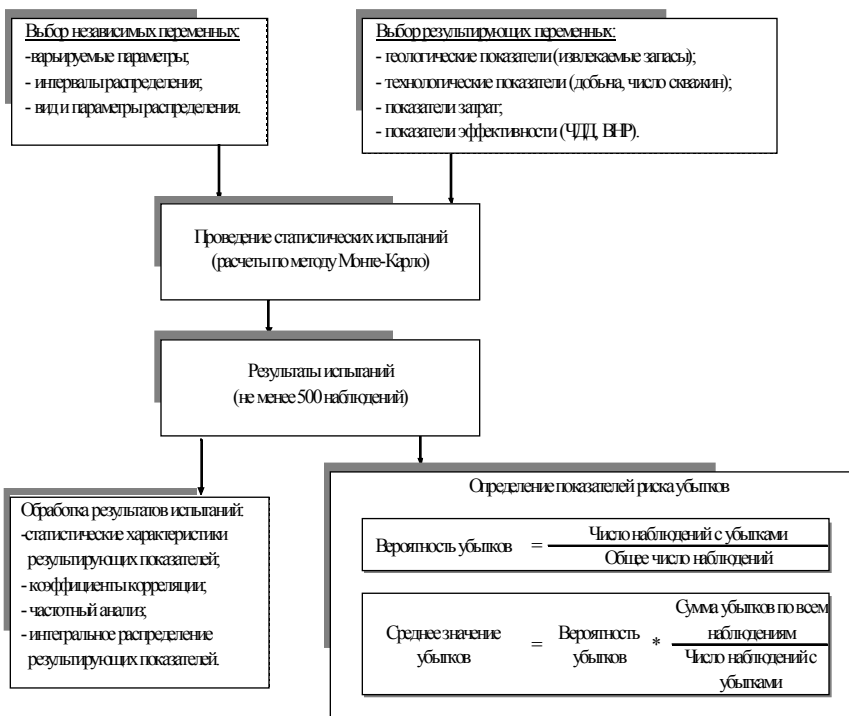 Выбор независимых переменных:
-варьируемые параметры;
- интервалы распределения;
- вид и параметры распределения.
Выбор результирующих переменных:
- геологические показатели (извлекаемые запасы);
- технологические показатели (добыча, число скважин);
- показатели затрат;
- показатели эффективности (ЧДД, ВНР).
Проведение статистических испытаний
(расчеты по методу Монте-Карло)
Результаты испытаний
(не менее 500 наблюдений)
Обработка результатов испытаний:
-статистические характеристики
результирующих показателей;
- коэффициенты корреляции;
- частотный анализ;
- интегральное распределение
результирующих показателей.
Определение показателей риска убытков
Вероятность убытков = Число наблюдений с убытками
Общее число наблюдений
Среднее значение
убытков
=
Вероятность
убытков
*
Сумма убытков по всем
наблюдениям
Число наблюдений с
убытками